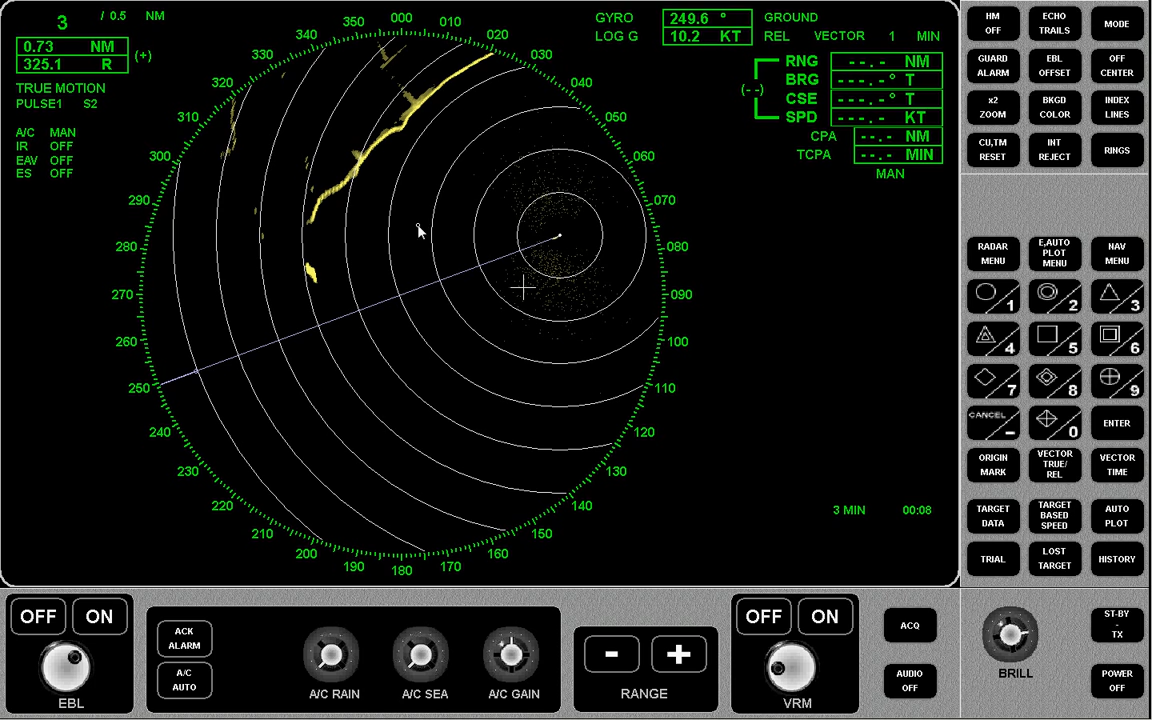 3 / 0.5 NM
0.73 NM
325.1 R
(+)
TRUE MOTION
PULSE1 S2
A/C MAN
IR OFF
EAV OFF
ES OFF
350 000 010
340 020
330 030
320 040
310 050
300 060
290 070
280 080
270 090
260 100
250 110
240 120
230 130
220 140
210 150
200 160
190 180 170
GYRO 249.6 ° GROUND
LOG G 10.2 KT REL VECTOR 1 MIN
RNG --.- NM
BRG ---.-° T
(--)
CSE ---.-° T
SPD ---.- KT
CPA --.- NM
TCPA --.- MIN
MAN
3 MIN 00:08
HM OFF
ECHO TRAILS
MODE
GUARD ALARM
EBL OFFSET
OFF CENTER
x2 ZOOM
BKGD COLOR
INDEX LINES
CU,TM RESET
INT REJECT
RINGS
RADAR MENU
E,AUTO PLOT MENU
NAV MENU
1
2
3
4
5
6
7
8
9
CANCEL -
0
ENTER
ORIGIN MARK
VECTOR TRUE/ REL
VECTOR TIME
TARGET DATA
TARGET BASED SPEED
AUTO PLOT
TRIAL
LOST TARGET
HISTORY
OFF ON
EBL
ACK ALARM
A/C AUTO
A/C RAIN
A/C SEA
A/C GAIN
- +
RANGE
OFF ON
VRM
ACQ
AUDIO OFF
BRILL
ST-BY - TX
POWER OFF